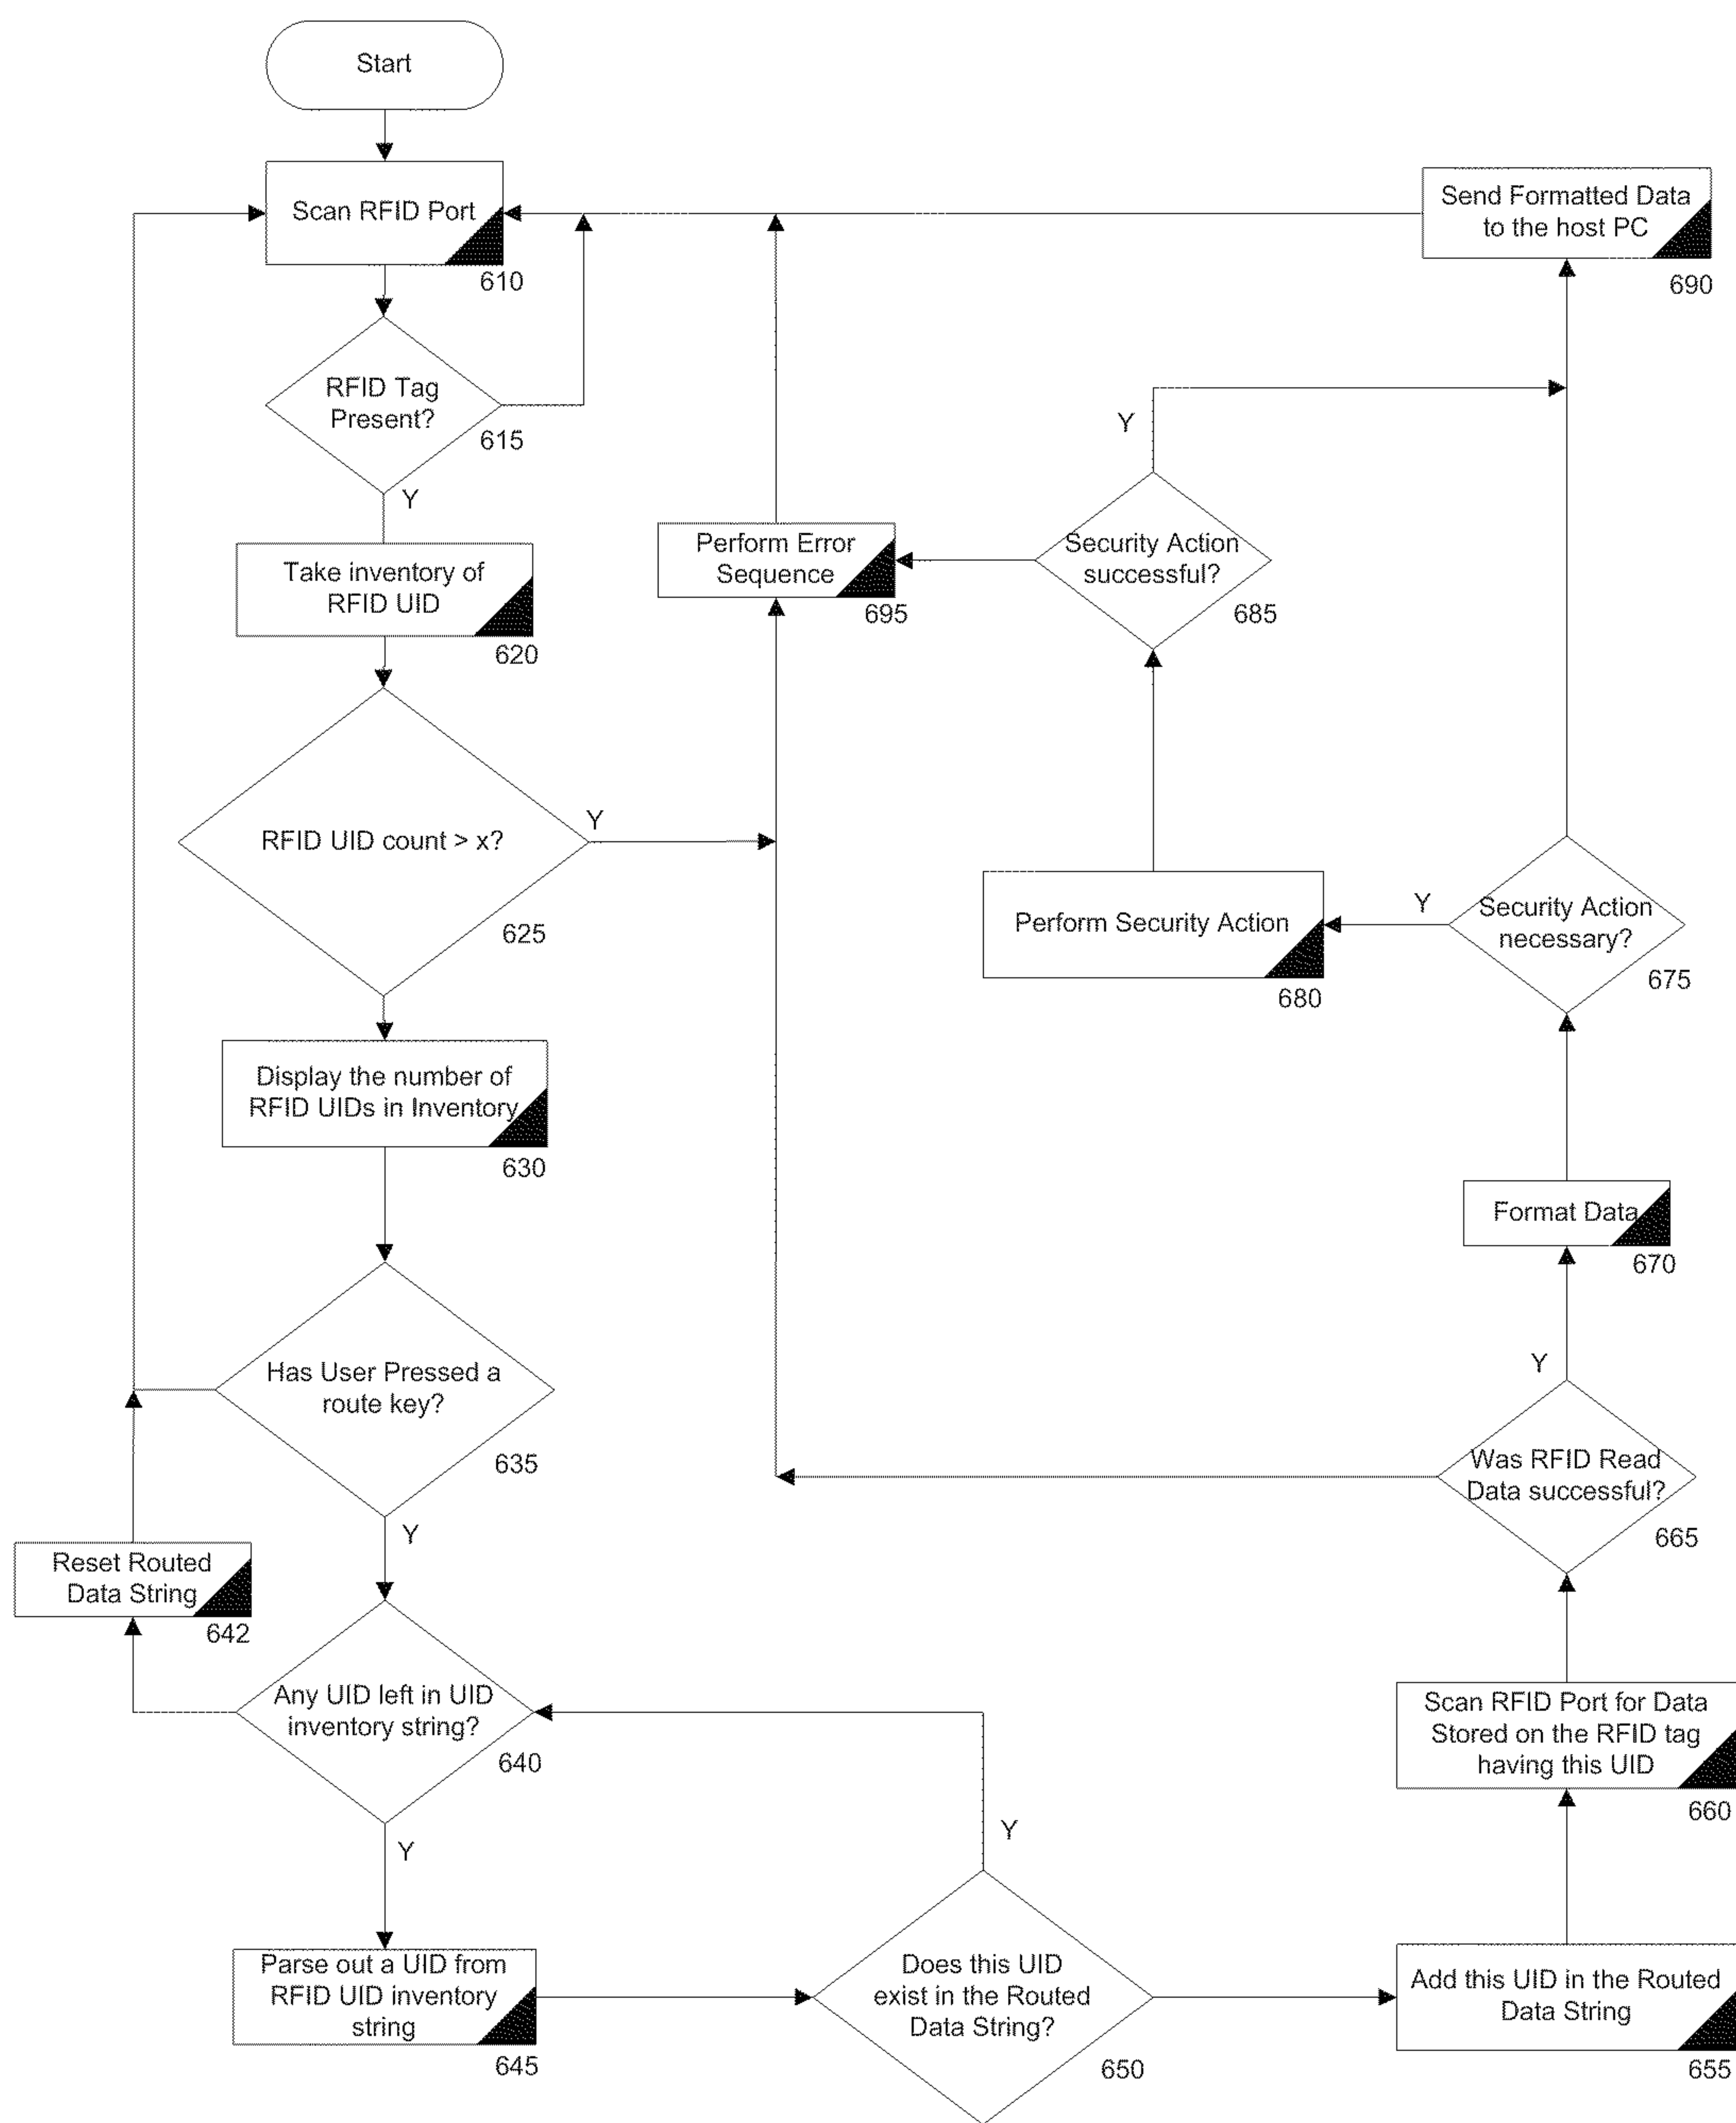 Start
Scan RFID Port
610
RFID Tag
Present?
615
Y
Take inventory of
RFID UID
620
RFID UID count > x?
Y
625
Display the number of
RFID UIDs in Inventory
630
Has User Pressed a
route key?
635
Y
Reset Routed
Data String
642
Any UID left in UID
inventory string?
640
Y
Parse out a UID from
RFID UID inventory
string
645
Does this UID
exist in the Routed
Data String?
650
Y
Add this UID in the Routed
Data String
655
Scan RFID Port for Data
Stored on the RFID tag
having this UID
660
Was RFID Read
Data successful?
665
Y
Format Data
670
Security Action
necessary?
675
Y
Perform Security Action
680
Security Action
successful?
685
Y
Perform Error
Sequence
695
Send Formatted Data
to the host PC
690